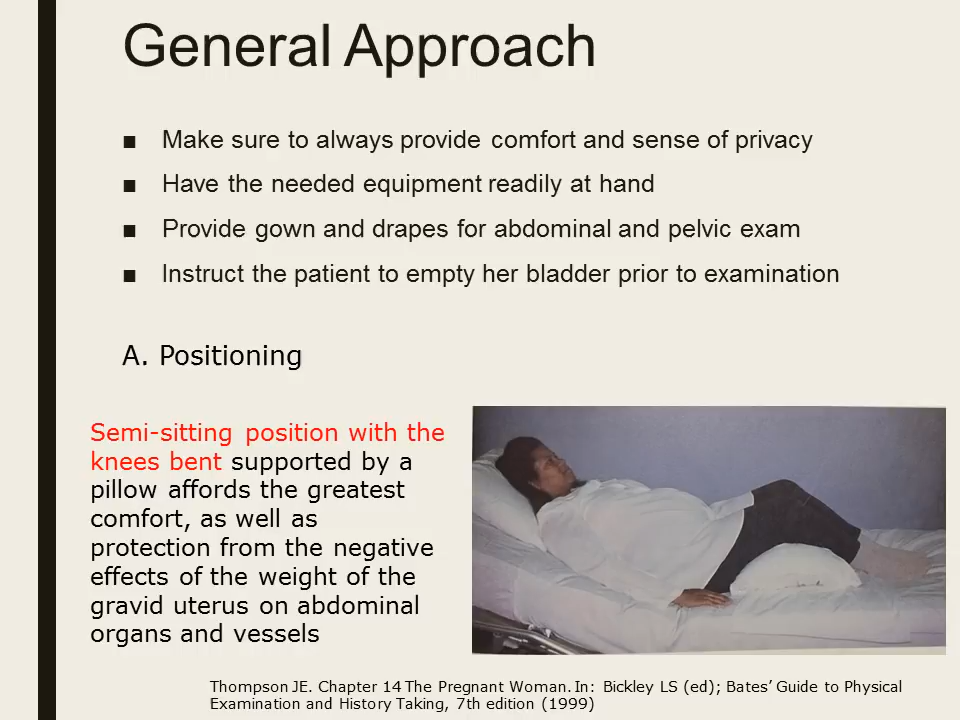 General Approach
■ Make sure to always provide comfort and sense of privacy
■ Have the needed equipment readily at hand
■ Provide gown and drapes for abdominal and pelvic exam
■ Instruct the patient to empty her bladder prior to examination
A. Positioning
Semi-sitting position with the
knees bent supported by a
pillow affords the greatest
comfort, as well as
protection from the negative
effects of the weight of the
gravid uterus on abdominal
organs and vessels
Thompson JE. Chapter 14 The Pregnant Woman. In: Bickley LS (ed); Bates’ Guide to Physical
Examination and History Taking, 7th edition (1999)